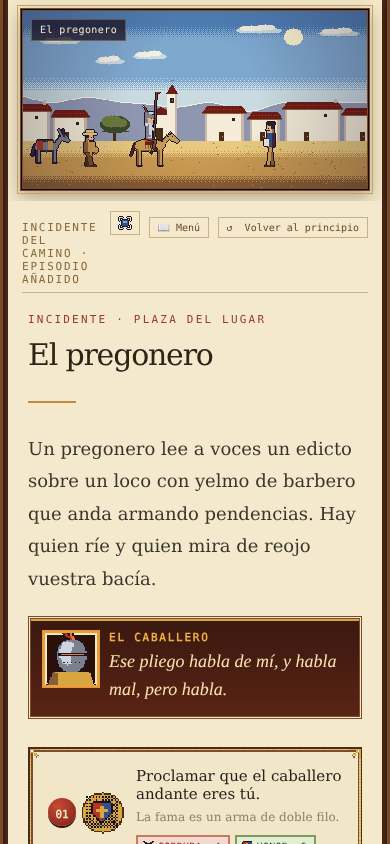 El pregonero
INCIDENTE
DEL
CAMINO ·
EPISODIO
AÑADIDO
Menú
↺ Volver al principio
INCIDENTE · PLAZA DEL LUGAR
El pregonero
Un pregonero lee a voces un edicto
sobre un loco con yelmo de barbero
que anda armando pendencias. Hay
quien ríe y quien mira de reojo
vuestra bacía.
EL CABALLERO
Ese pliego habla de mí, y habla
mal, pero habla.
01
Proclamar que el caballero
andante eres tú.
La fama es un arma de doble filo.